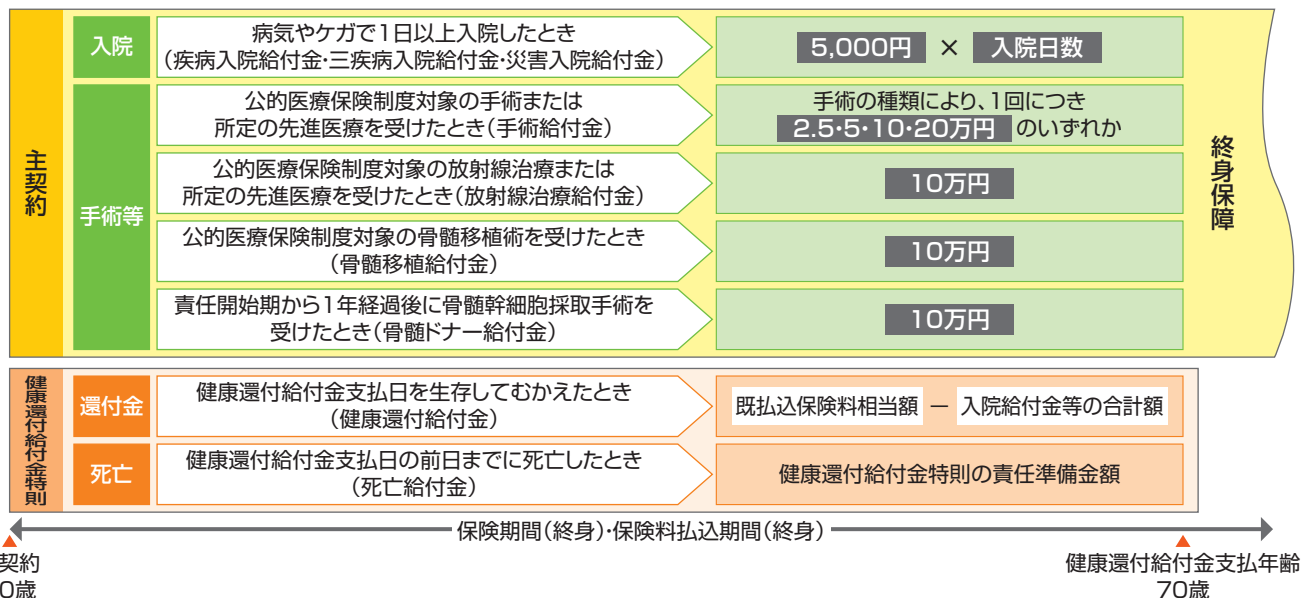 主契約
入院
病気やケガで1日以上入院したとき
(疾病入院給付金・三疾病入院給付金・災害入院給付金)
5,000円 × 入院日数
手術等
公的医療保険制度対象の手術または
所定の先進医療を受けたとき(手術給付金)
手術の種類により、1回につき
2.5・5・10・20万円 のいずれか
公的医療保険制度対象の放射線治療または
所定の先進医療を受けたとき(放射線治療給付金)
10万円
公的医療保険制度対象の骨髄移植術を受けたとき
(骨髄移植給付金)
10万円
責任開始期から1年経過後に骨髄幹細胞採取手術を
受けたとき(骨髄ドナー給付金)
10万円
終身保障
健康還付給付金特則
還付金
健康還付給付金支払日を生存してむかえたとき
(健康還付給付金)
既払込保険料相当額 － 入院給付金等の合計額
死亡
健康還付給付金支払日の前日までに死亡したとき
(死亡給付金)
健康還付給付金特則の責任準備金額
保険期間(終身)・保険料払込期間(終身)
契約
0歳
健康還付給付金支払年齢
70歳